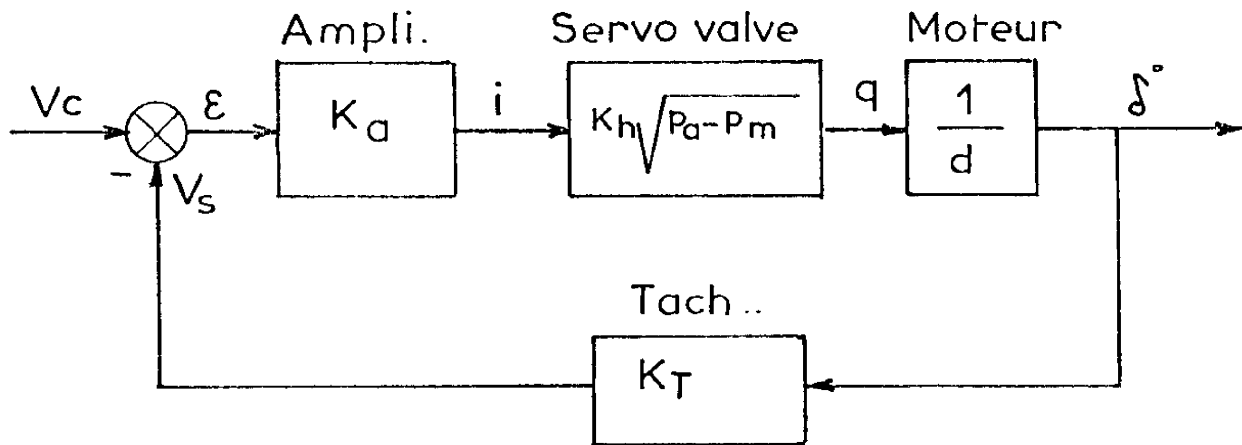 Ampli.
Servo valve
Moteur
Vc
ε
Ka
i
Kh√Pa-Pm
q
1
d
δ°
-
Vs
Tach..
KT